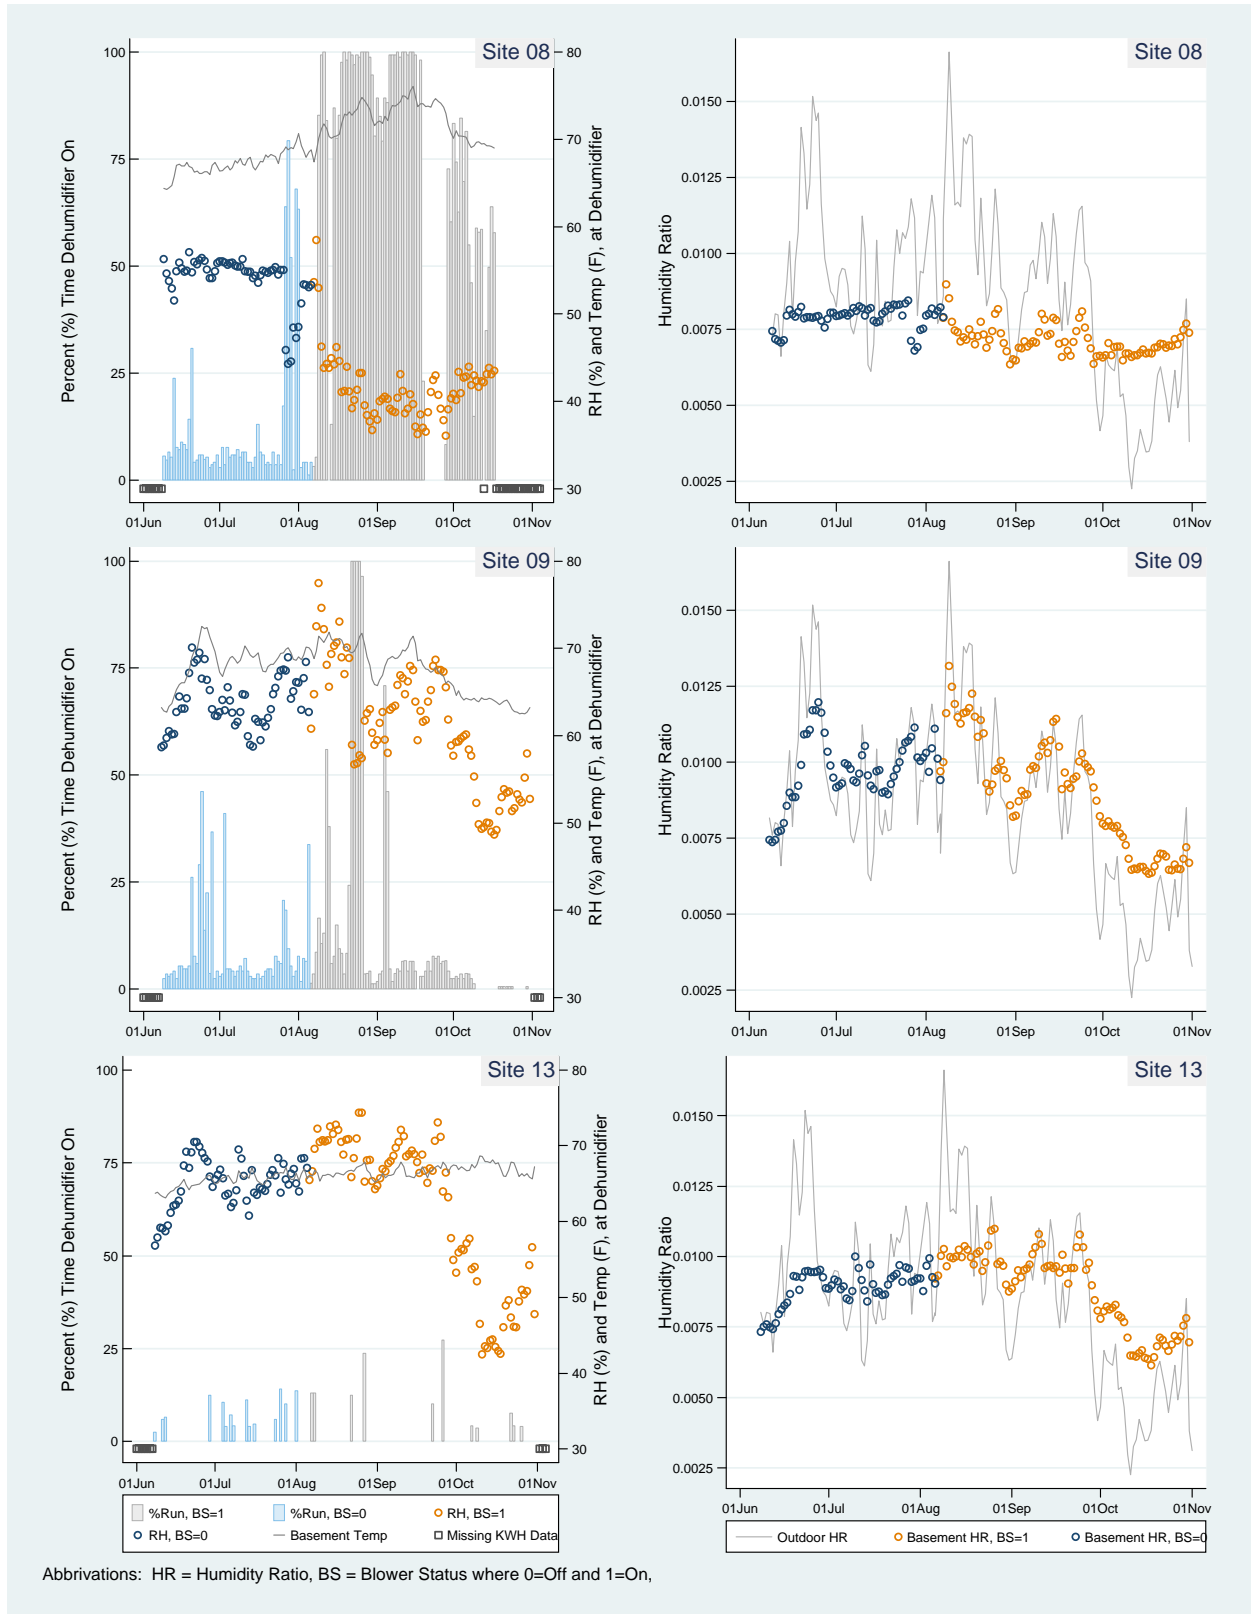 Site 08
Percent (%) Time Dehumidifier On
100
75
50
25
0
RH (%) and Temp (F), at Dehumidifier
80
70
60
50
40
30
01Jun 01Jul 01Aug 01Sep 01Oct 01Nov
Site 08
Humidity Ratio
0.0150
0.0125
0.0100
0.0075
0.0050
0.0025
01Jun 01Jul 01Aug 01Sep 01Oct 01Nov
Site 09
Percent (%) Time Dehumidifier On
100
75
50
25
0
RH (%) and Temp (F), at Dehumidifier
80
70
60
50
40
30
01Jun 01Jul 01Aug 01Sep 01Oct 01Nov
Site 09
Humidity Ratio
0.0150
0.0125
0.0100
0.0075
0.0050
0.0025
01Jun 01Jul 01Aug 01Sep 01Oct 01Nov
Site 13
Percent (%) Time Dehumidifier On
100
75
50
25
0
RH (%) and Temp (F), at Dehumidifier
80
70
60
50
40
30
01Jun 01Jul 01Aug 01Sep 01Oct 01Nov
%Run, BS=1 %Run, BS=0 RH, BS=1
RH, BS=0 Basement Temp Missing KWH Data
Site 13
Humidity Ratio
0.0150
0.0125
0.0100
0.0075
0.0050
0.0025
01Jun 01Jul 01Aug 01Sep 01Oct 01Nov
Outdoor HR Basement HR, BS=1 Basement HR, BS=0
Abbrivations: HR = Humidity Ratio, BS = Blower Status where 0=Off and 1=On,